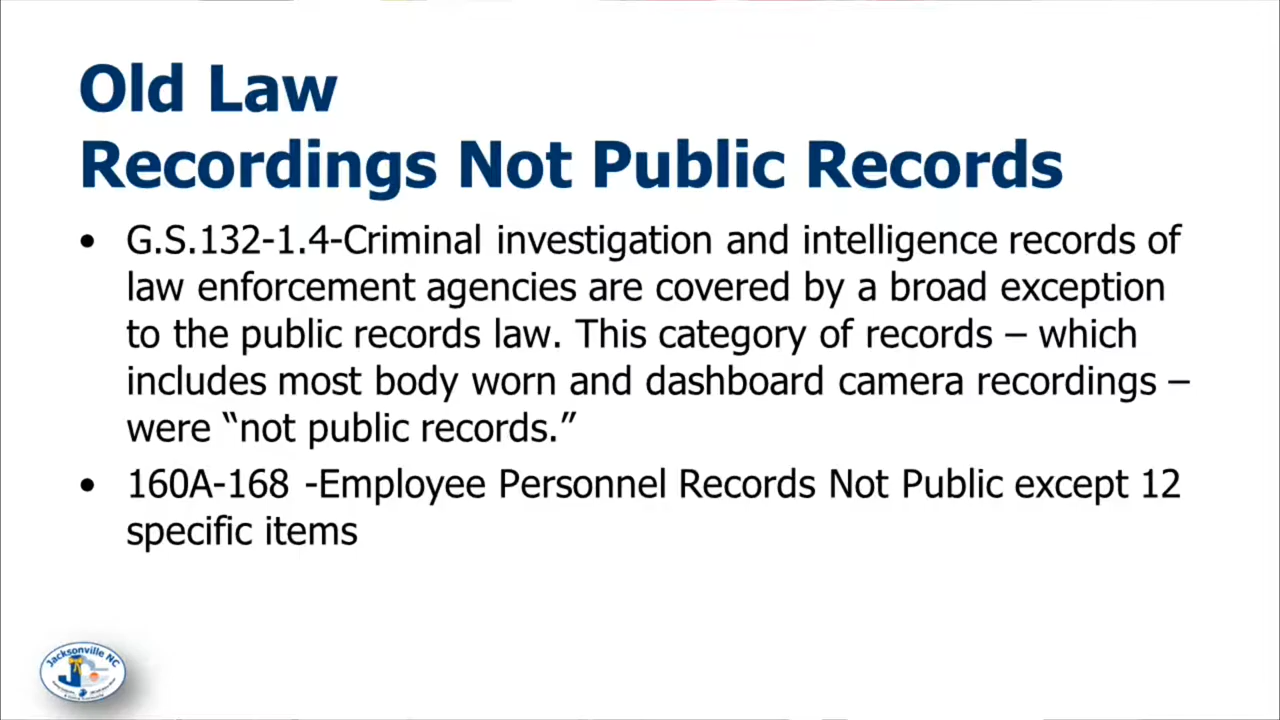 Old Law
Recordings Not Public Records
• G.S.132-1.4-Criminal investigation and intelligence records of
law enforcement agencies are covered by a broad exception
to the public records law. This category of records – which
includes most body worn and dashboard camera recordings –
were “not public records.”
• 160A-168 -Employee Personnel Records Not Public except 12
specific items
Jacksonville NC